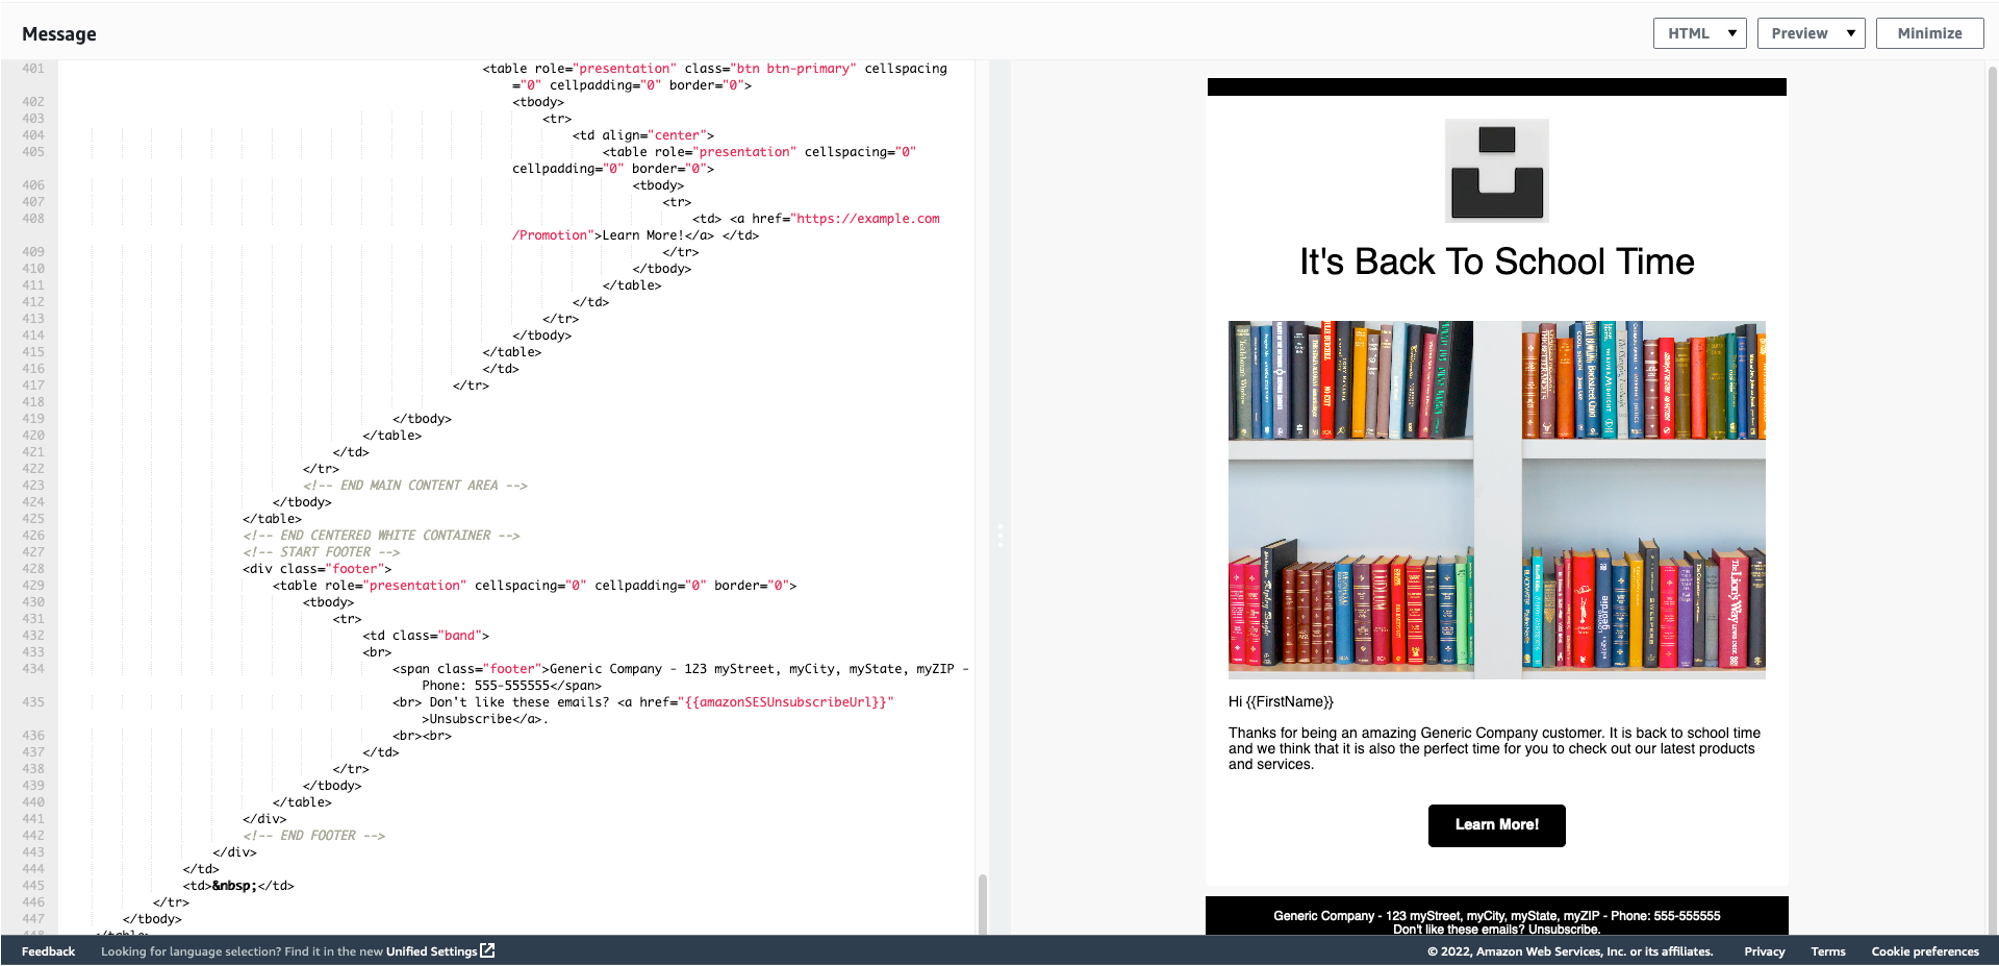 Message
HTML ▼
Preview ▼
Minimize
401 <table role="presentation" class="btn btn-primary" cellspacing
="0" cellpadding="0" border="0">
402 <tbody>
403 <tr>
404 <td align="center">
405 <table role="presentation" cellspacing="0"
cellpadding="0" border="0">
406 <tbody>
407 <tr>
408 <td> <a href="https://example.com
/Promotion">Learn More!</a> </td>
409 </tr>
410 </tbody>
411 </table>
412 </td>
413 </tr>
414 </tbody>
415 </table>
416 </td>
417 </tr>
418
419 </tbody>
420 </table>
421 </td>
422 </tr>
423 <!-- END MAIN CONTENT AREA -->
424 </tbody>
425 </table>
426 <!-- END CENTERED WHITE CONTAINER -->
427 <!-- START FOOTER -->
428 <div class="footer">
429 <table role="presentation" cellspacing="0" cellpadding="0" border="0">
430 <tbody>
431 <tr>
432 <td class="band">
433 <br>
434 <span class="footer">Generic Company - 123 myStreet, myCity, myState, myZIP -
Phone: 555-555555</span>
435 <br> Don't like these emails? <a href="{{amazonSESUnsubscribeUrl}}"
>Unsubscribe</a>.
436 <br><br>
437 </td>
438 </tr>
439 </tbody>
440 </table>
441 </div>
442 <!-- END FOOTER -->
443 </div>
444 </td>
445 <td>&nbsp;</td>
446 </tr>
447 </tbody>
448 </table>
It's Back To School Time
Hi {{FirstName}}
Thanks for being an amazing Generic Company customer. It is back to school time
and we think that it is also the perfect time for you to check out our latest products
and services.
Learn More!
Generic Company - 123 myStreet, myCity, myState, myZIP - Phone: 555-555555
Don't like these emails? Unsubscribe.
Feedback
Looking for language selection? Find it in the new Unified Settings
© 2022, Amazon Web Services, Inc. or its affiliates.
Privacy
Terms
Cookie preferences